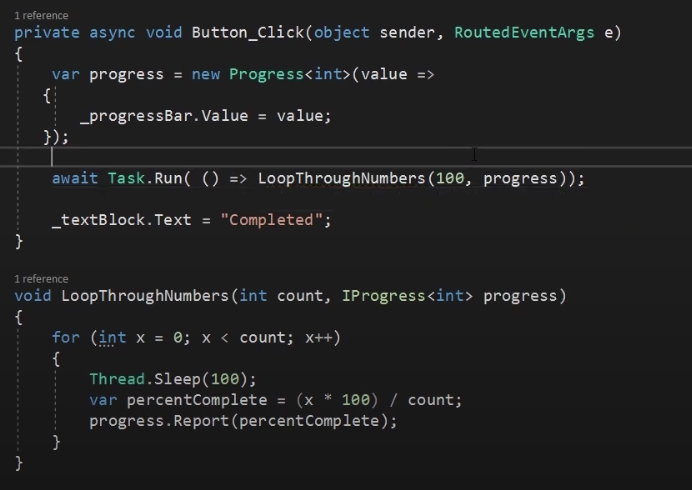 1 reference
private async void Button_Click(object sender, RoutedEventArgs e)
{
var progress = new Progress<int>(value =>
{
_progressBar.Value = value;
});
await Task.Run( () => LoopThroughNumbers(100, progress));
_textBlock.Text = "Completed";
}
1 reference
void LoopThroughNumbers(int count, IProgress<int> progress)
{
for (int x = 0; x < count; x++)
{
Thread.Sleep(100);
var percentComplete = (x * 100) / count;
progress.Report(percentComplete);
}
}